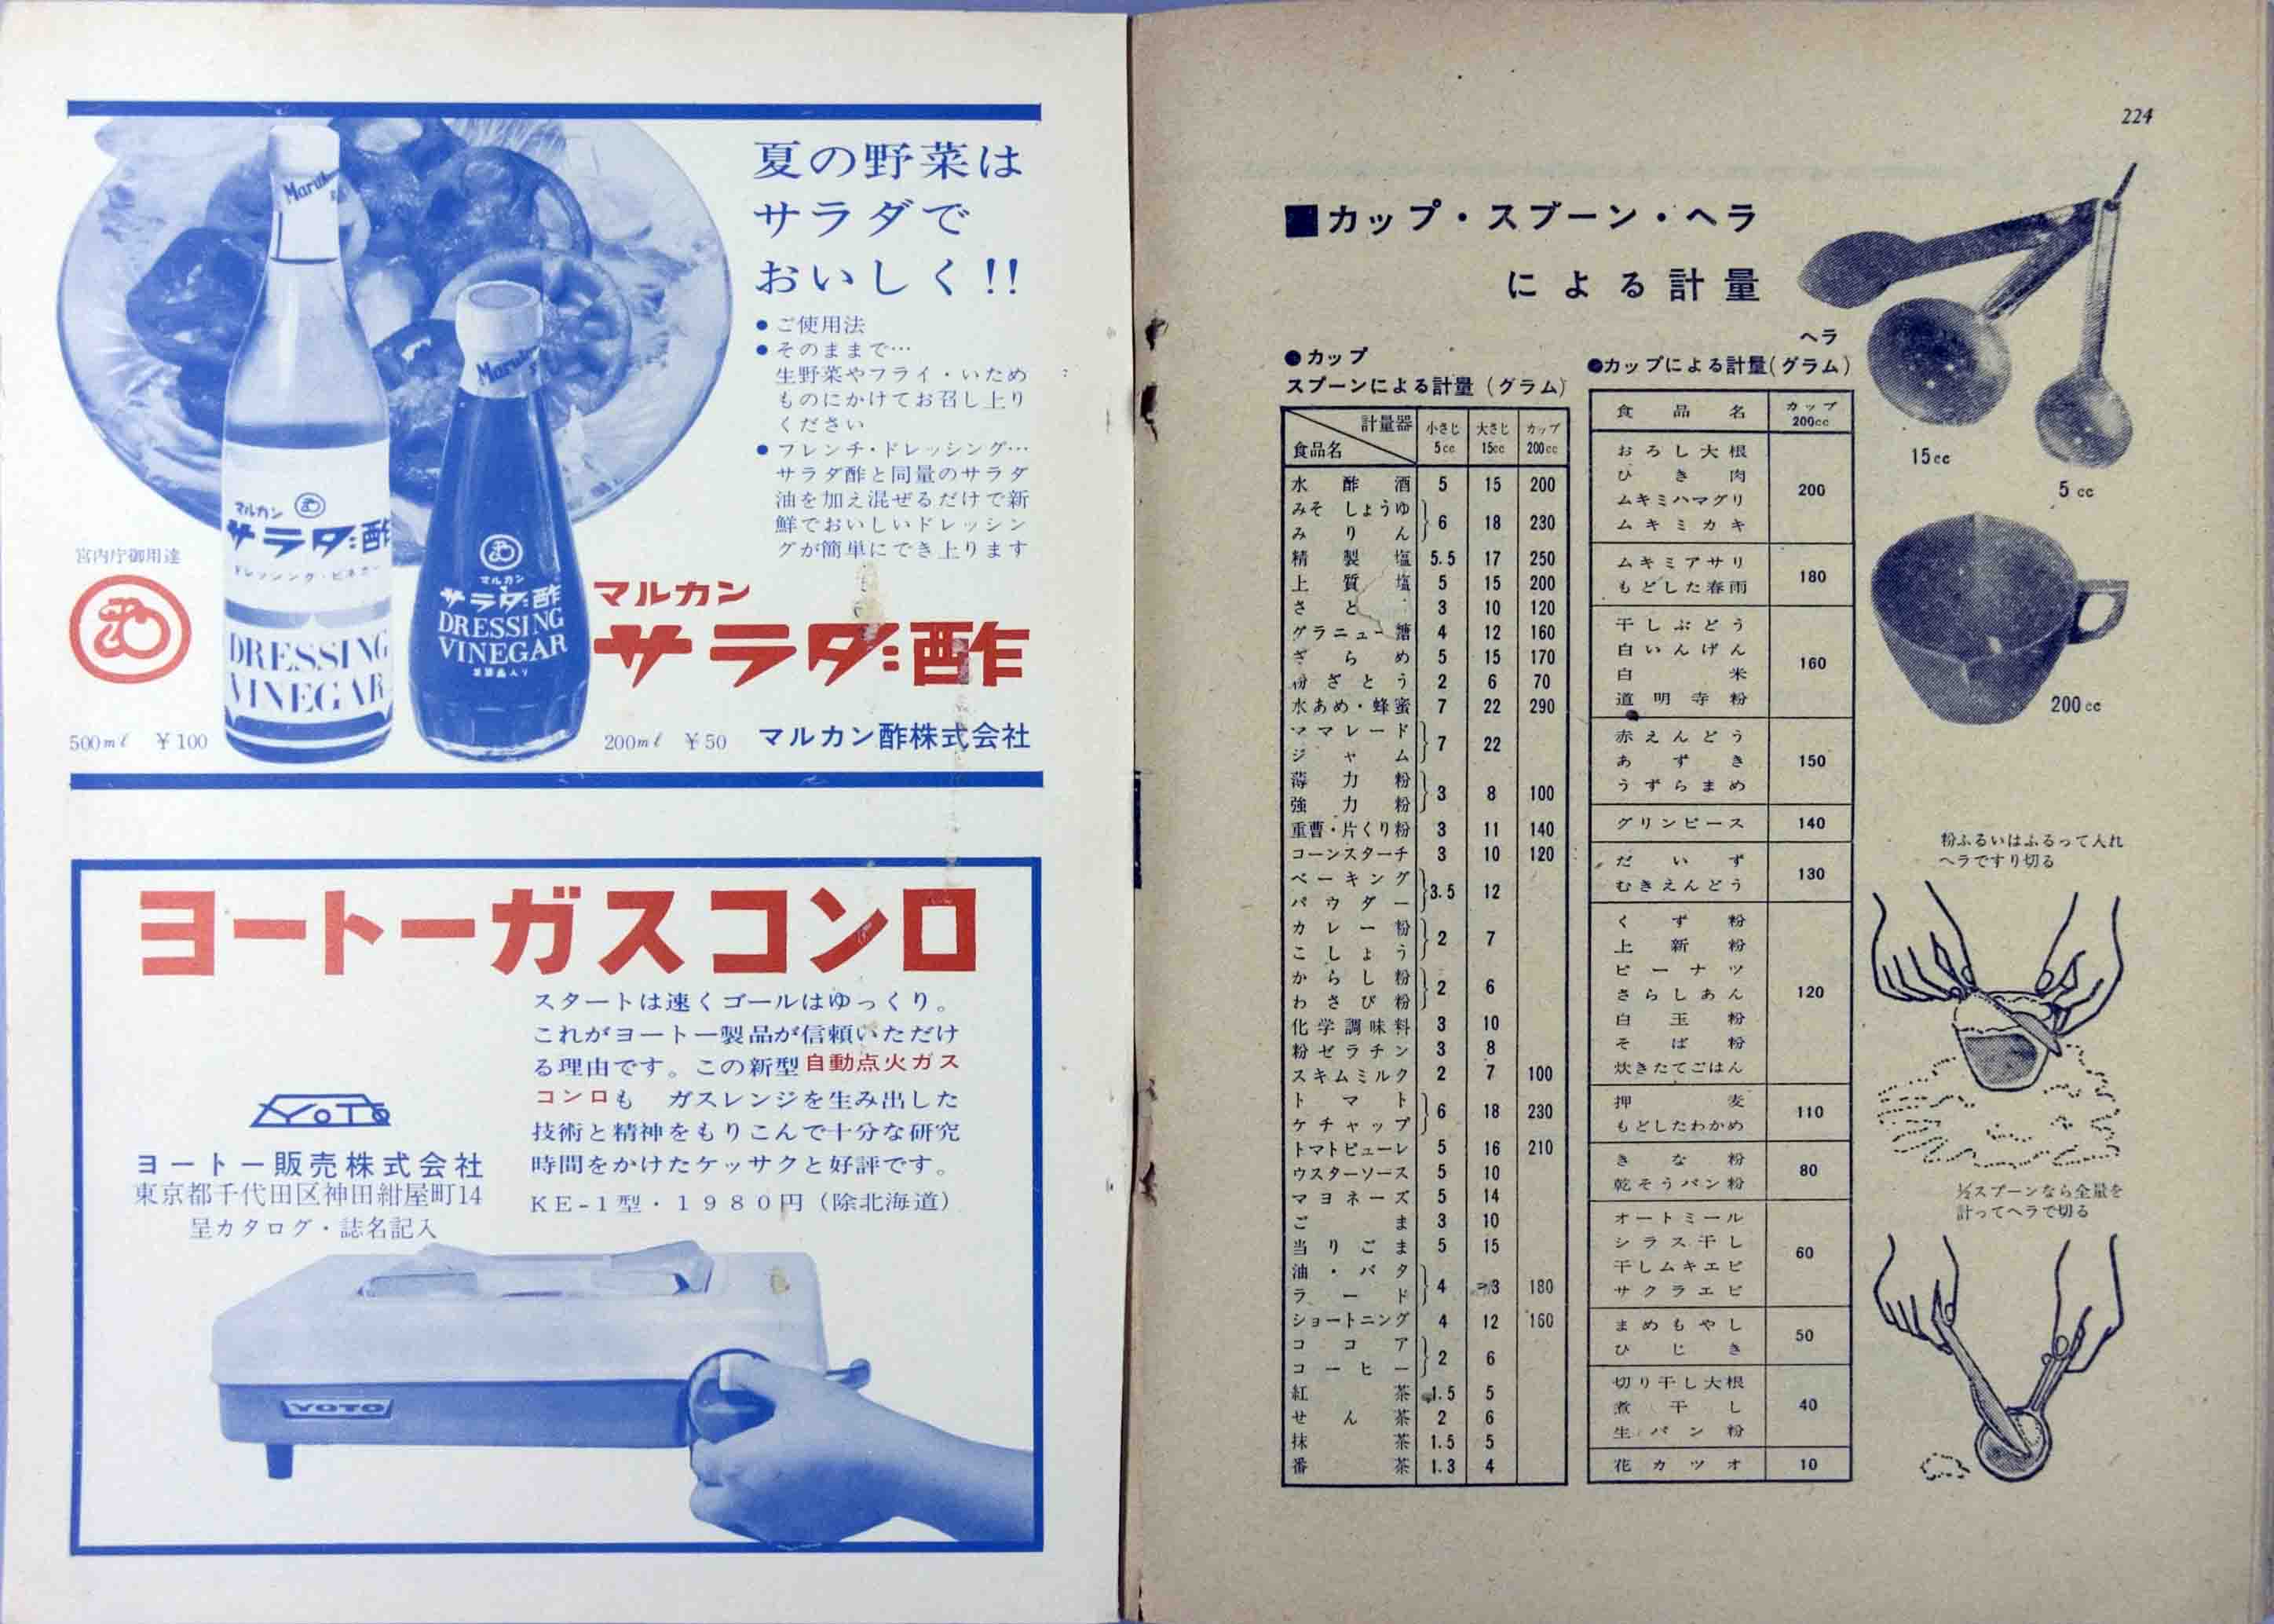 夏の野菜は
サラダで
おいしく!!
●ご使用法
●そのままで…
生野菜やフライ・いため
ものにかけてお召し上り
ください
●フレンチ・ドレッシング…
サラダ酢と同量のサラダ
油を加え混ぜるだけで新
鮮でおいしいドレッシン
グが簡単にでき上ります
マルカン
サラダ酢
ドレッシング・ビネガー
DRESSING
VINEGAR
マルカン
サラダ酢
DRESSING
VINEGAR
宮内庁御用達
マルカン
サラダ酢
500ml ¥100
200ml ¥50
マルカン酢株式会社
ヨートーガスコンロ
スタートは速くゴールはゆっくり。
これがヨートー製品が信頼いただけ
る理由です。この新型自動点火ガス
コンロも ガスレンジを生み出した
技術と精神をもりこんで十分な研究
時間をかけたケッサクと好評です。
KE-1型・1980円(除北海道)
YOTO
ヨートー販売株式会社
東京都千代田区神田紺屋町14
呈カタログ・誌名記入
YOTO
224
■カップ・スプーン・ヘラ
による計量
●カップ
スプーンによる計量(グラム)
計量器 小さじ 大さじ カップ
食品名 5cc 15cc 200cc
水 酢 酒 5 15 200
みそ しょうゆ
みりん 6 18 230
精製塩 5.5 17 250
上質塩 5 15 200
さと 3 10 120
グラニュー糖 4 12 160
ざらめ 5 15 170
粉ざとう 2 6 70
水あめ・蜂蜜 7 22 290
ママレード
ジャム 7 22
薄力粉
強力粉 3 8 100
重曹・片くり粉 3 11 140
コーンスターチ 3 10 120
ベーキング
パウダー 3.5 12
カレー粉
こしょう 2 7
からし粉
わさび粉 2 6
化学調味料 3 10
粉ゼラチン 3 8
スキムミルク 2 7 100
トマト
ケチャップ 6 18 230
トマトピューレ 5 16 210
ウスターソース 5 10
マヨネーズ 5 14
ごま 3 10
当りごま 5 15
油・バタ
ラード 4 3 180
ショートニング 4 12 160
ココア
コーヒー 2 6
紅茶 1.5 5
せん茶 2 6
抹茶 1.5 5
番茶 1.3 4
ヘラ
●カップによる計量(グラム)
食品名 カップ
200cc
おろし大根
ひき肉
ムキミハマグリ
ムキミカキ
200
ムキミアサリ
もどした春雨
180
干しぶどう
白いんげん
白米
道明寺粉
160
赤えんどう
あずき
うずらまめ
150
グリンピース 140
だいず
むきえんどう
130
くず粉
上新粉
ピーナツ
さらしあん
白玉粉
そば粉
炊きたてごはん
120
押麦
もどしたわかめ
110
きな粉
乾そうパン粉
80
オートミール
シラス干し
干しムキエビ
サクラエビ
60
まめもやし
ひじき
50
切り干し大根
煮干し
生パン粉
40
花カツオ 10
15cc
5cc
200cc
粉ふるいはふるって入れ
ヘラですり切る
½スプーンなら全量を
計ってヘラで切る